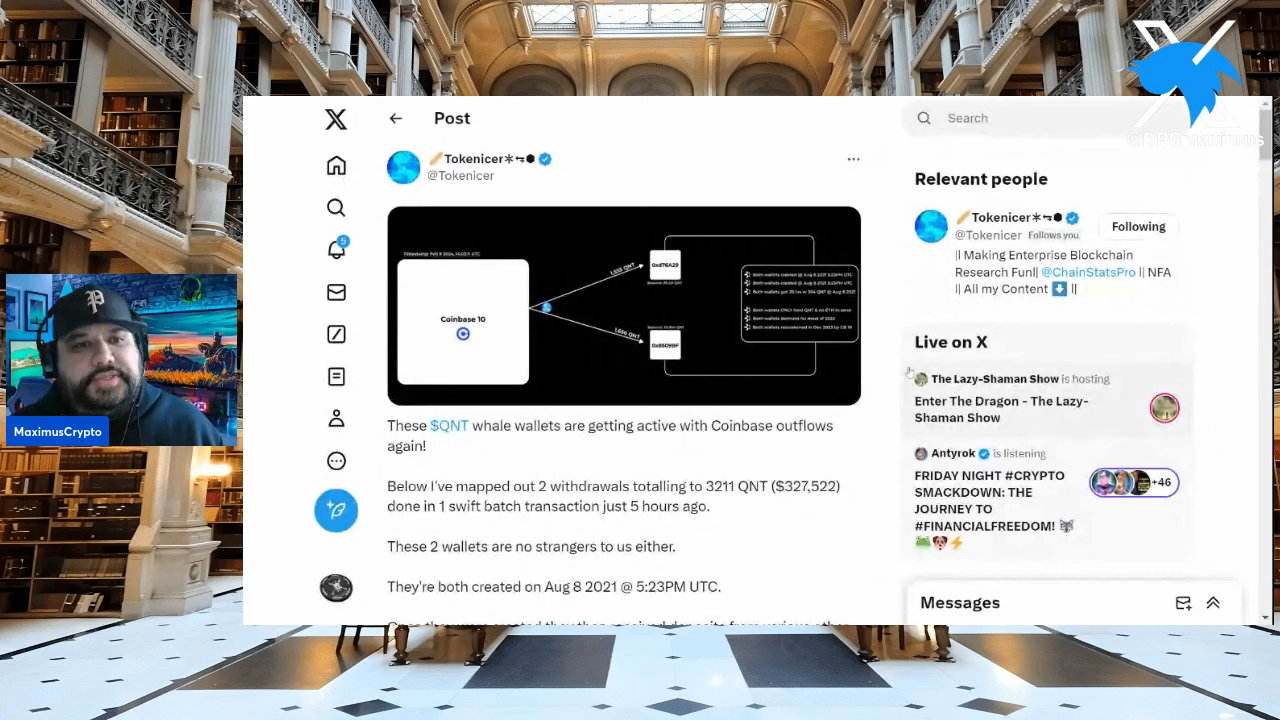 Post
Search
Tokenicer
@Tokenicer
Relevant people
Tokenicer
@Tokenicer Follows you
Following
|| Making Enterprise Blockchain
Research Fun|| @ChainStatsPro || NFA
|| All my Content ||
Coinbase 10
0xd76A29
These $QNT whale wallets are getting active with Coinbase outflows
again!
Below I've mapped out 2 withdrawals totalling to 3211 QNT ($327,522)
done in 1 swift batch transaction just 5 hours ago.
These 2 wallets are no strangers to us either.
They're both created on Aug 8 2021 @ 5:23PM UTC.
Live on X
The Lazy-Shaman Show is hosting
Enter The Dragon - The Lazy-
Shaman Show
Antyrok is listening
FRIDAY NIGHT #CRYPTO
SMACKDOWN: THE
JOURNEY TO
#FINANCIALFREEDOM!
+46
Messages
5
MaximusCrypto
P